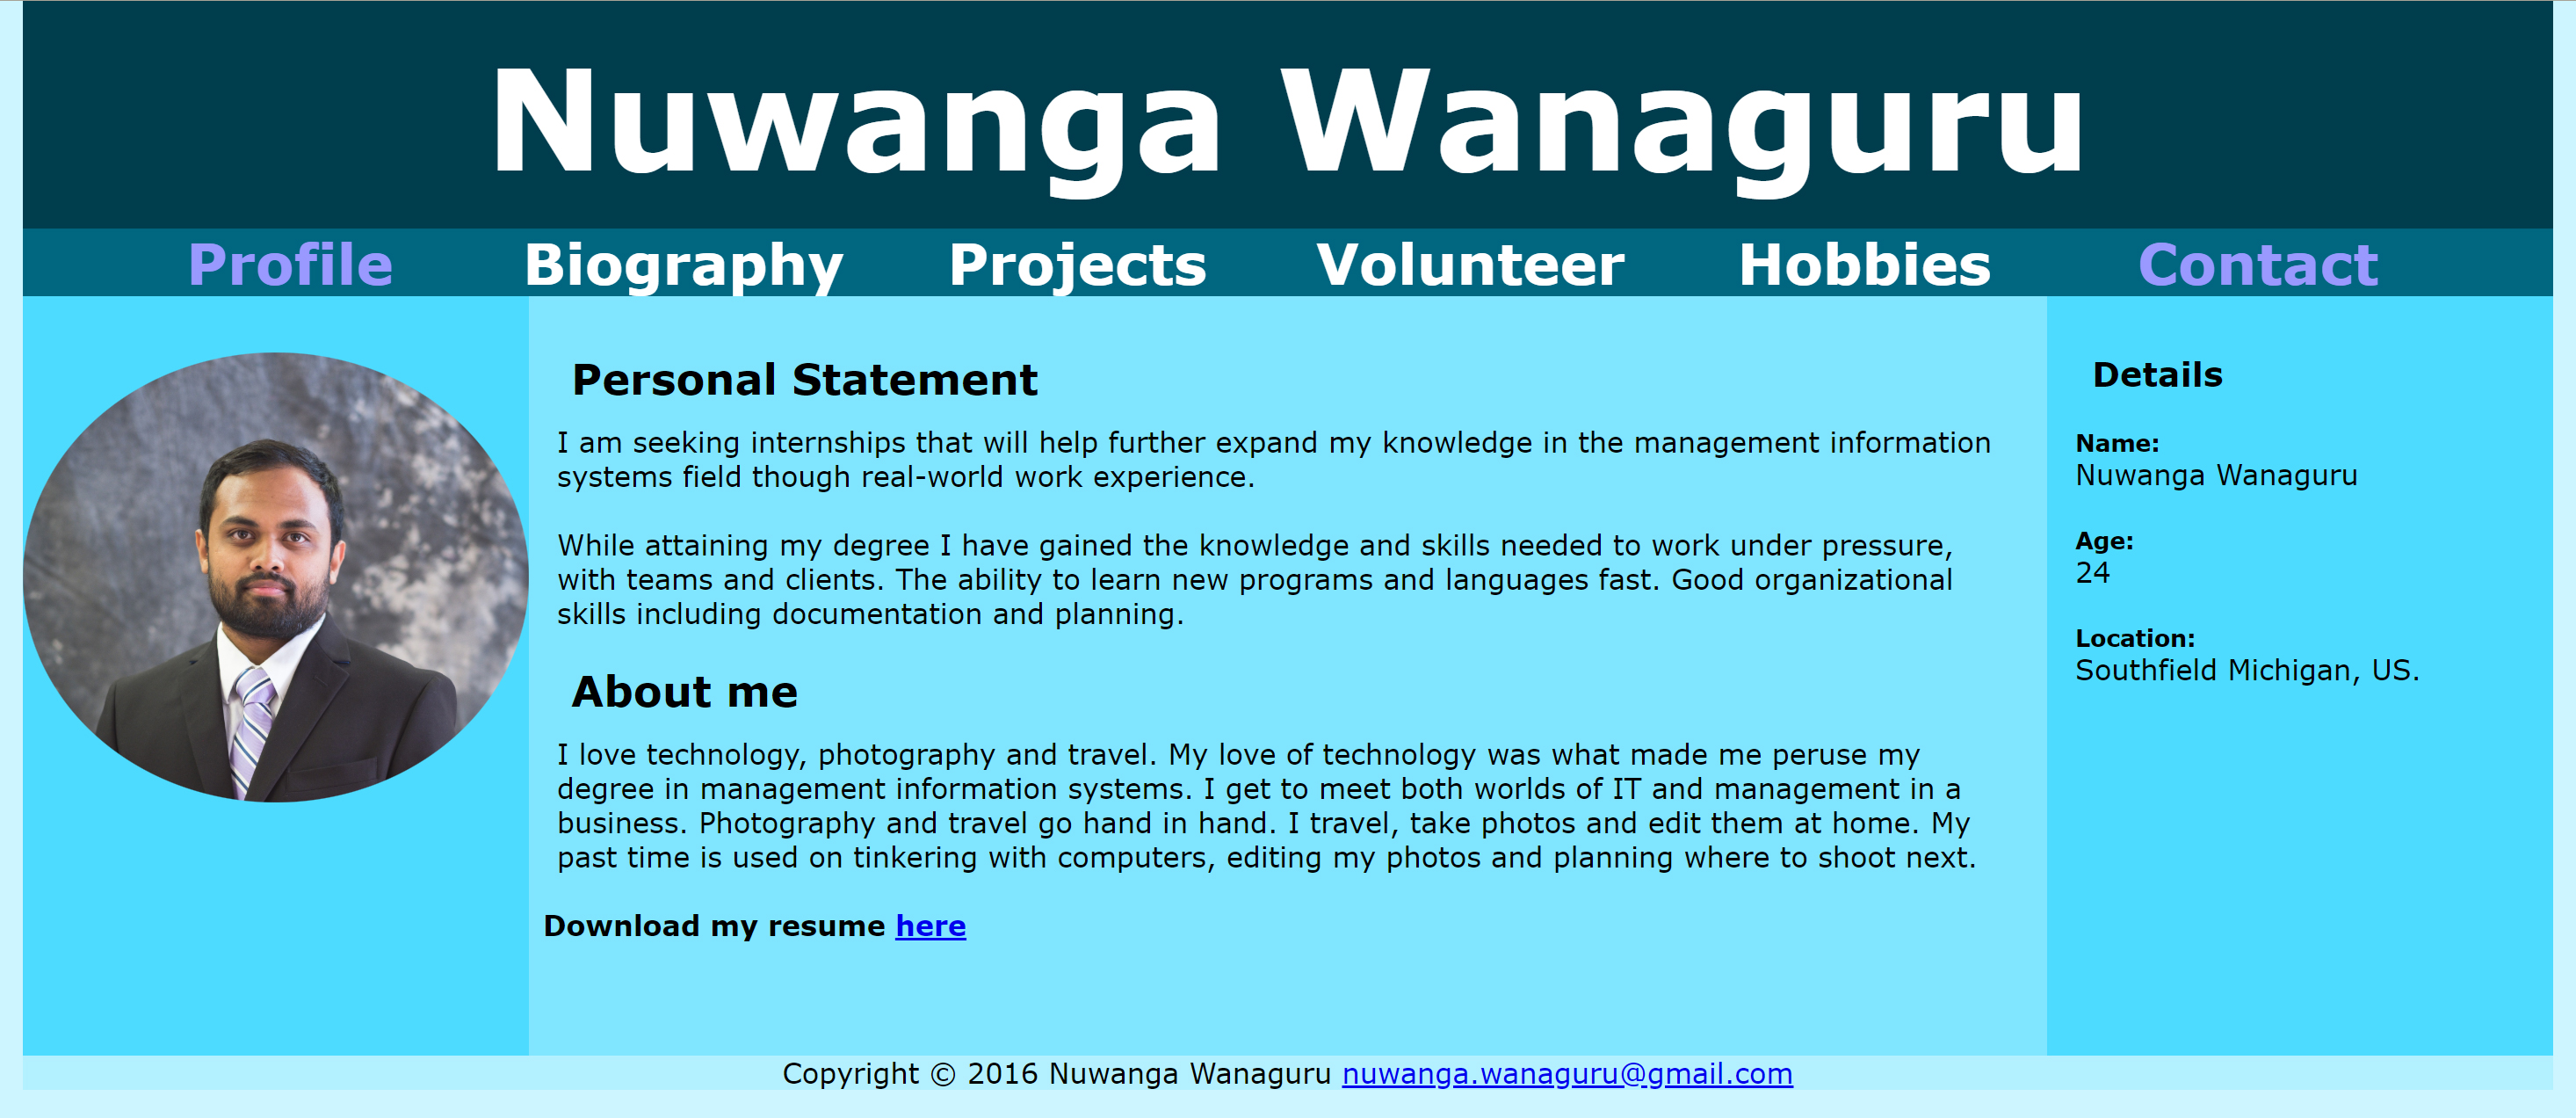 Nuwanga Wanaguru
Profile Biography Projects Volunteer Hobbies Contact
Personal Statement
I am seeking internships that will help further expand my knowledge in the management information
systems field though real-world work experience.
While attaining my degree I have gained the knowledge and skills needed to work under pressure,
with teams and clients. The ability to learn new programs and languages fast. Good organizational
skills including documentation and planning.
About me
I love technology, photography and travel. My love of technology was what made me peruse my
degree in management information systems. I get to meet both worlds of IT and management in a
business. Photography and travel go hand in hand. I travel, take photos and edit them at home. My
past time is used on tinkering with computers, editing my photos and planning where to shoot next.
Download my resume here
Details
Name:
Nuwanga Wanaguru
Age:
24
Location:
Southfield Michigan, US.
Copyright © 2016 Nuwanga Wanaguru nuwanga.wanaguru@gmail.com